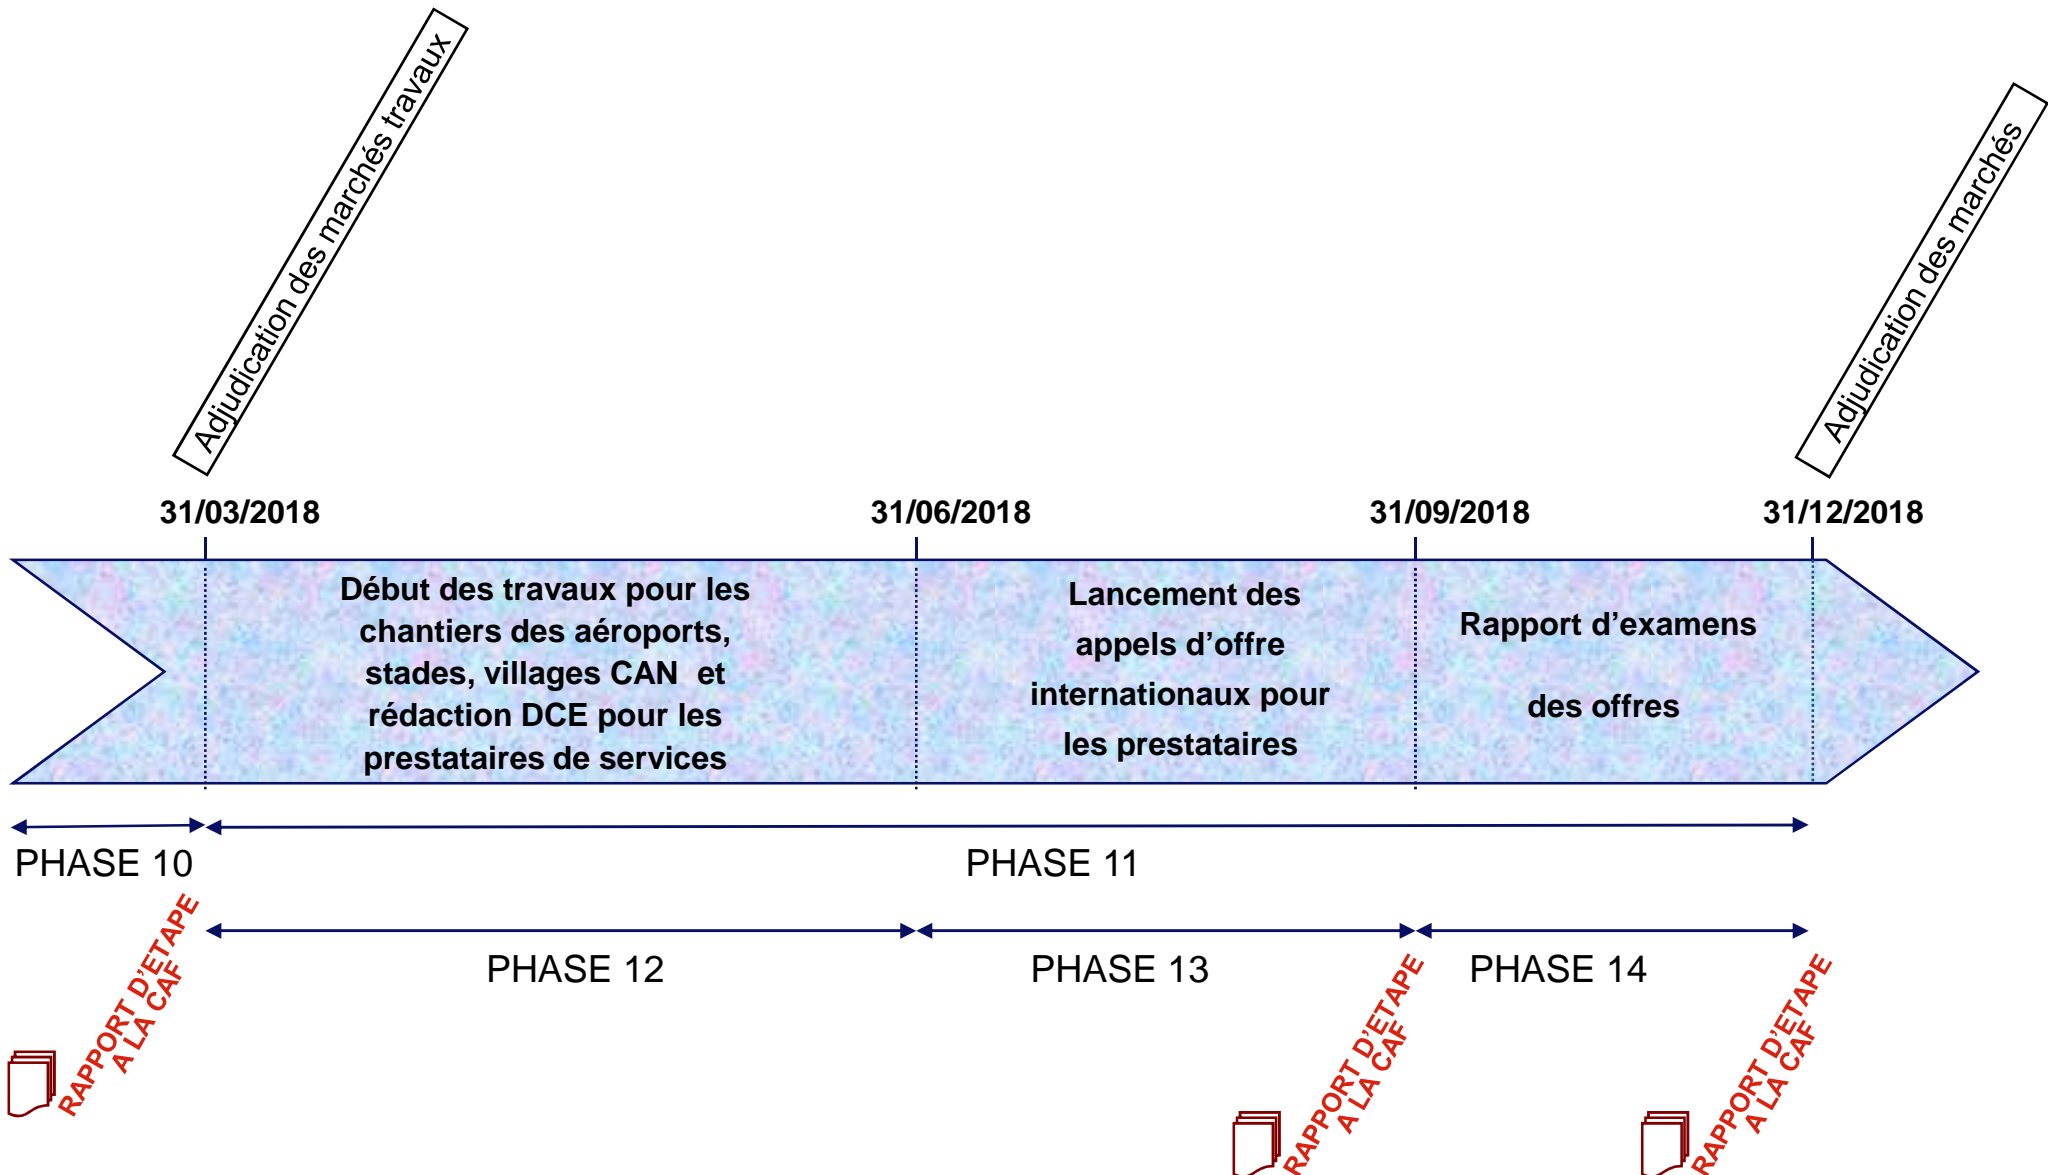 Adjudication des marchés travaux
Adjudication des marchés
31/03/2018
31/06/2018
31/09/2018
31/12/2018
Début des travaux pour les
chantiers des aéroports,
stades, villages CAN et
rédaction DCE pour les
prestataires de services
Lancement des
appels d’offre
internationaux pour
les prestataires
Rapport d’examens
des offres
PHASE 10
PHASE 11
PHASE 12
PHASE 13
PHASE 14
RAPPORT D’ETAPE
A LA CAF
RAPPORT D’ETAPE
A LA CAF
RAPPORT D’ETAPE
A LA CAF